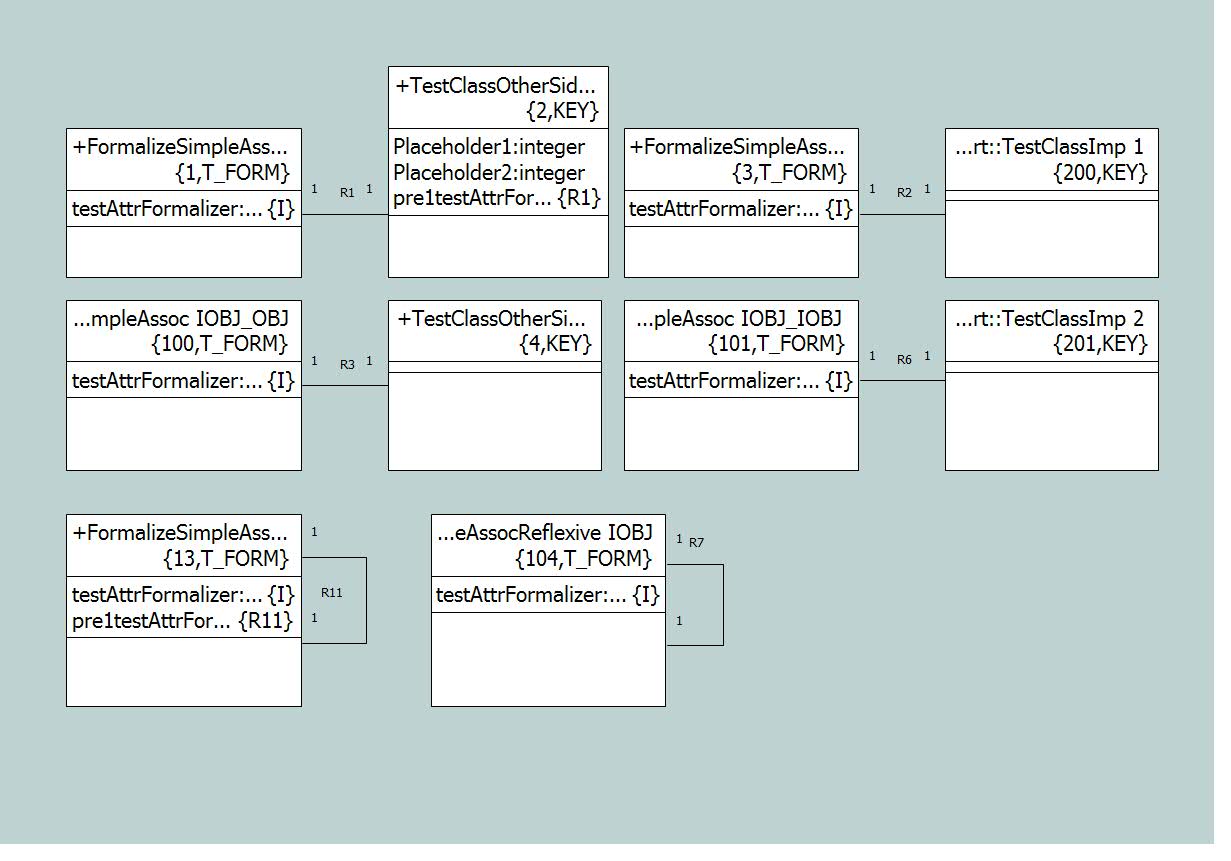 +FormalizeSimpleAss...
{1,T_FORM}
testAttrFormalizer:... {I}
1 R1 1
+TestClassOtherSid...
{2,KEY}
Placeholder1:integer
Placeholder2:integer
pre1testAttrFor... {R1}
+FormalizeSimpleAss...
{3,T_FORM}
testAttrFormalizer:... {I}
1 R2 1
...rt::TestClassImp 1
{200,KEY}
...mpleAssoc IOBJ_OBJ
{100,T_FORM}
testAttrFormalizer:... {I}
1 R3 1
+TestClassOtherSi...
{4,KEY}
...pleAssoc IOBJ_IOBJ
{101,T_FORM}
testAttrFormalizer:... {I}
1 R6 1
...rt::TestClassImp 2
{201,KEY}
+FormalizeSimpleAss...
{13,T_FORM}
testAttrFormalizer:... {I}
pre1testAttrFor... {R11}
1
R11
1
...eAssocReflexive IOBJ
{104,T_FORM}
testAttrFormalizer:... {I}
1 R7
1